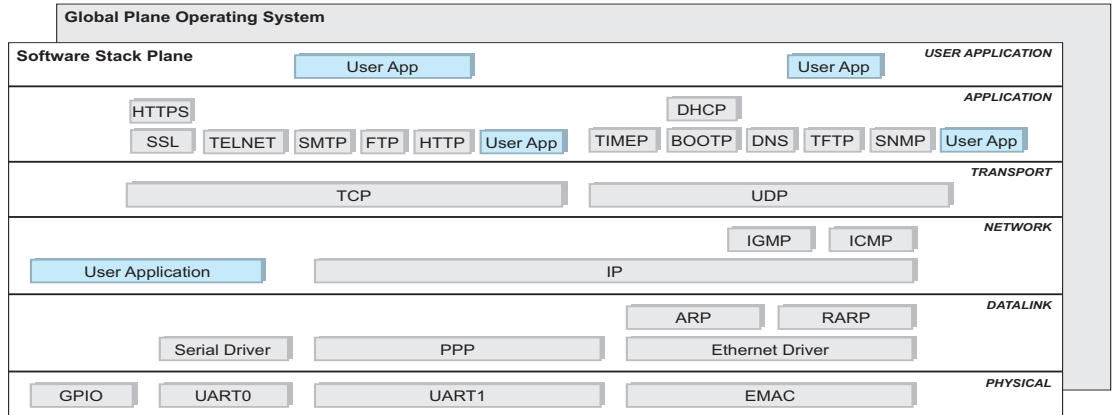 Global Plane Operating System
Software Stack Plane
USER APPLICATION
User App
User App
APPLICATION
HTTPS
DHCP
SSL
TELNET
SMTP
FTP
HTTP
User App
TIMEP
BOOTP
DNS
TFTP
SNMP
User App
TRANSPORT
TCP
UDP
NETWORK
IGMP
ICMP
User Application
IP
DATALINK
ARP
RARP
Serial Driver
PPP
Ethernet Driver
PHYSICAL
GPIO
UART0
UART1
EMAC